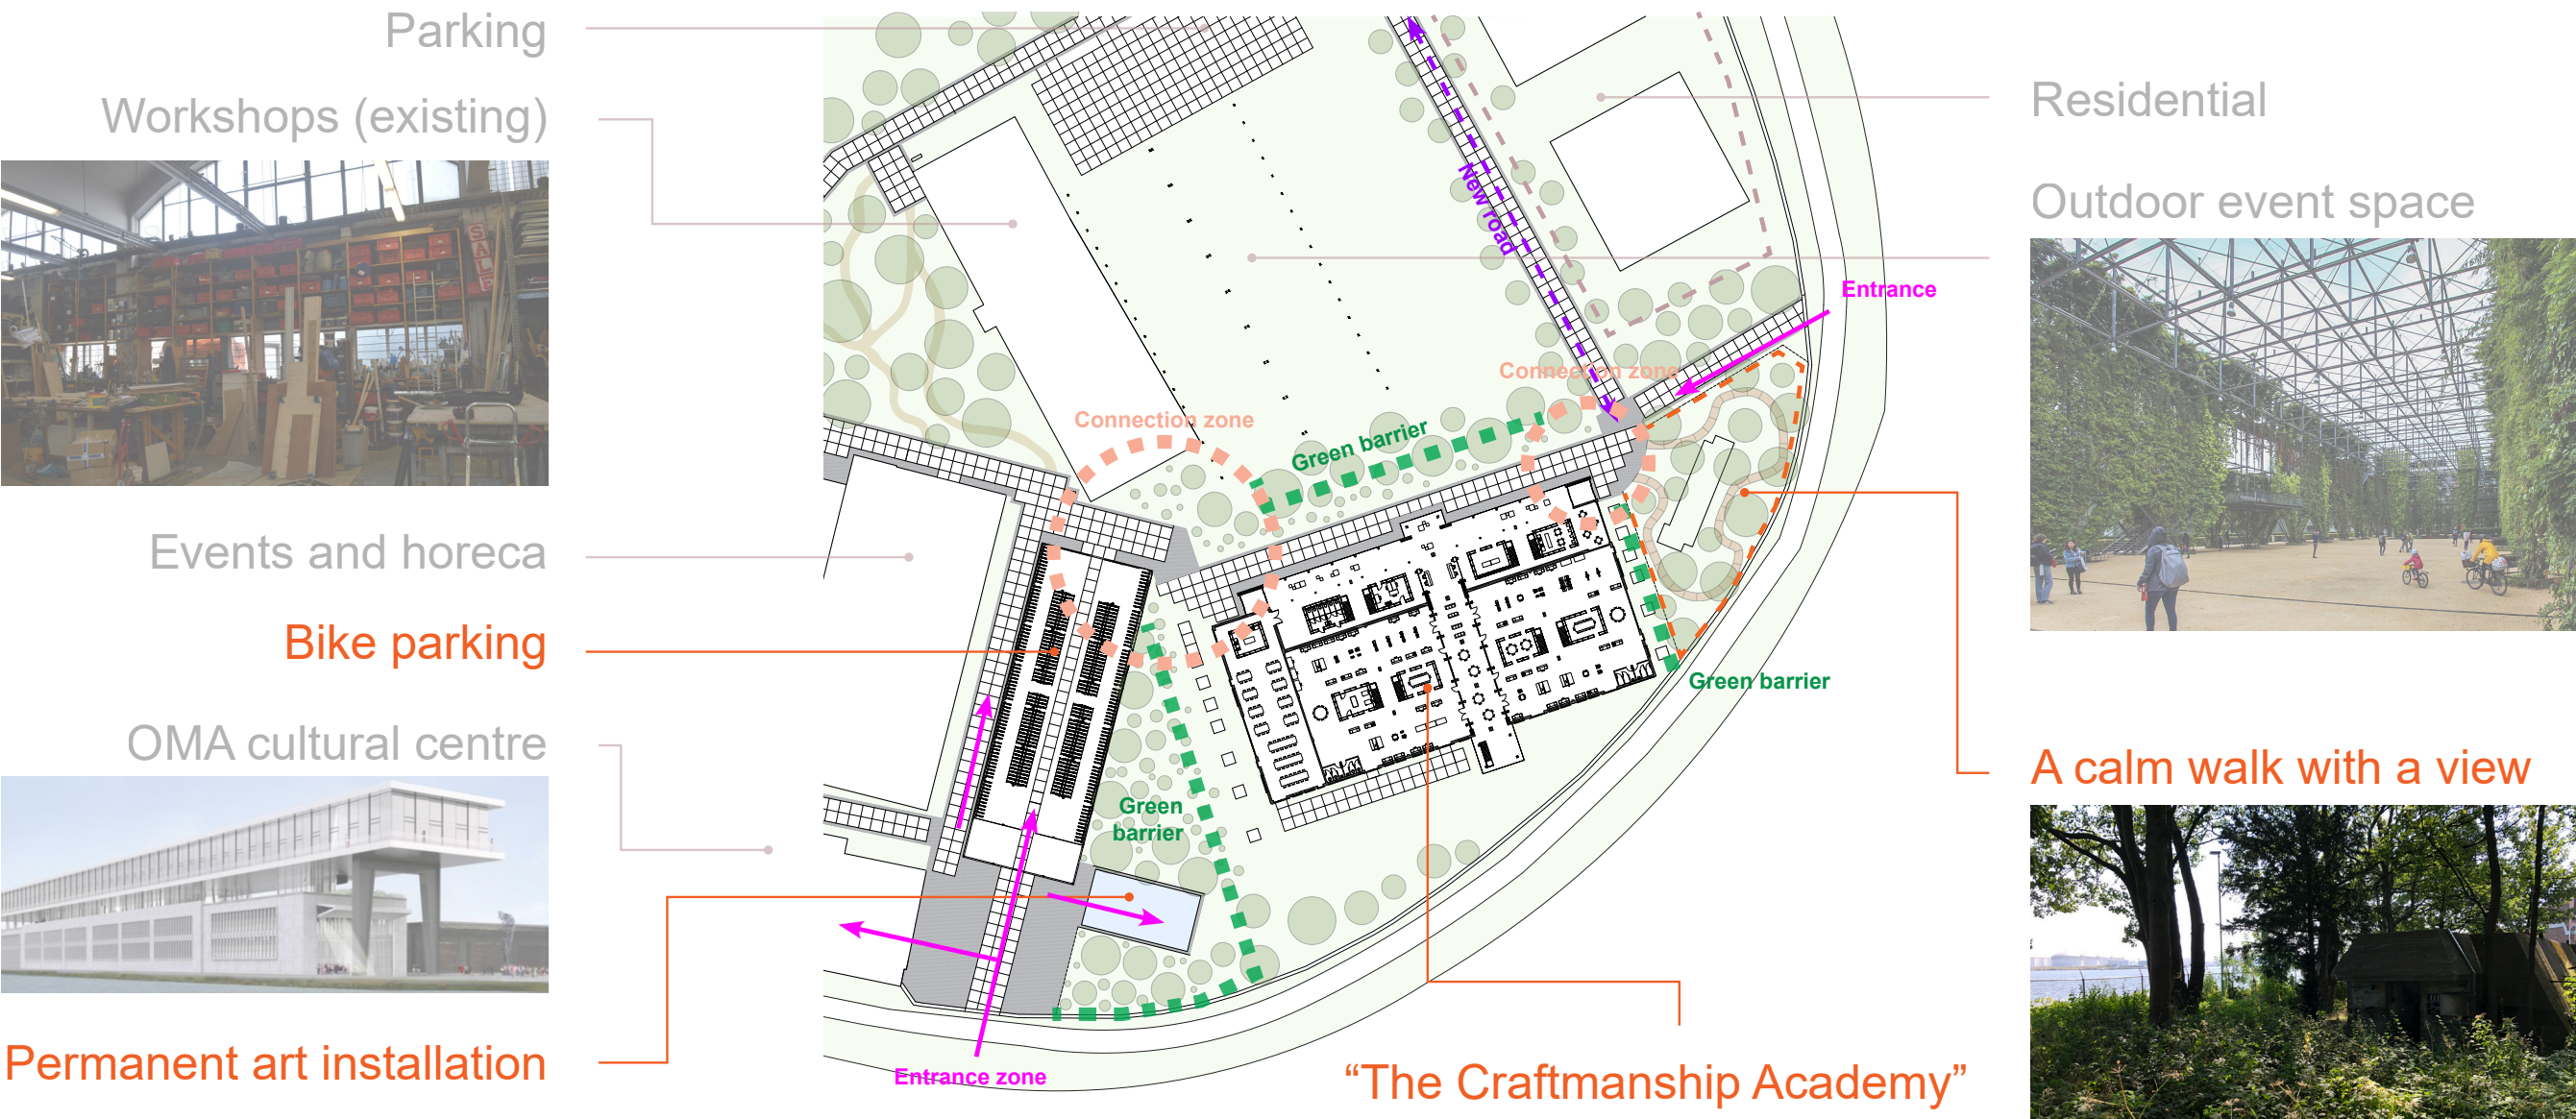 Parking
Workshops (existing)
SALE
Events and horeca
Bike parking
OMA cultural centre
Permanent art installation
New road
Entrance
Connection zone
Connection zone
Green barrier
Green barrier
Green
barrier
Entrance zone
“The Craftmanship Academy”
Residential
Outdoor event space
A calm walk with a view